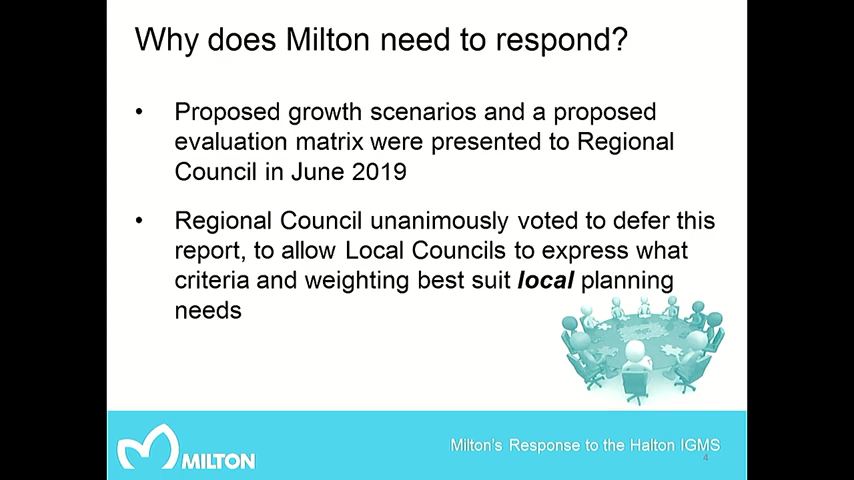 Why does Milton need to respond?
• Proposed growth scenarios and a proposed
evaluation matrix were presented to Regional
Council in June 2019
• Regional Council unanimously voted to defer this
report, to allow Local Councils to express what
criteria and weighting best suit local planning
needs
MILTON
Milton's Response to the Halton IGMS
4